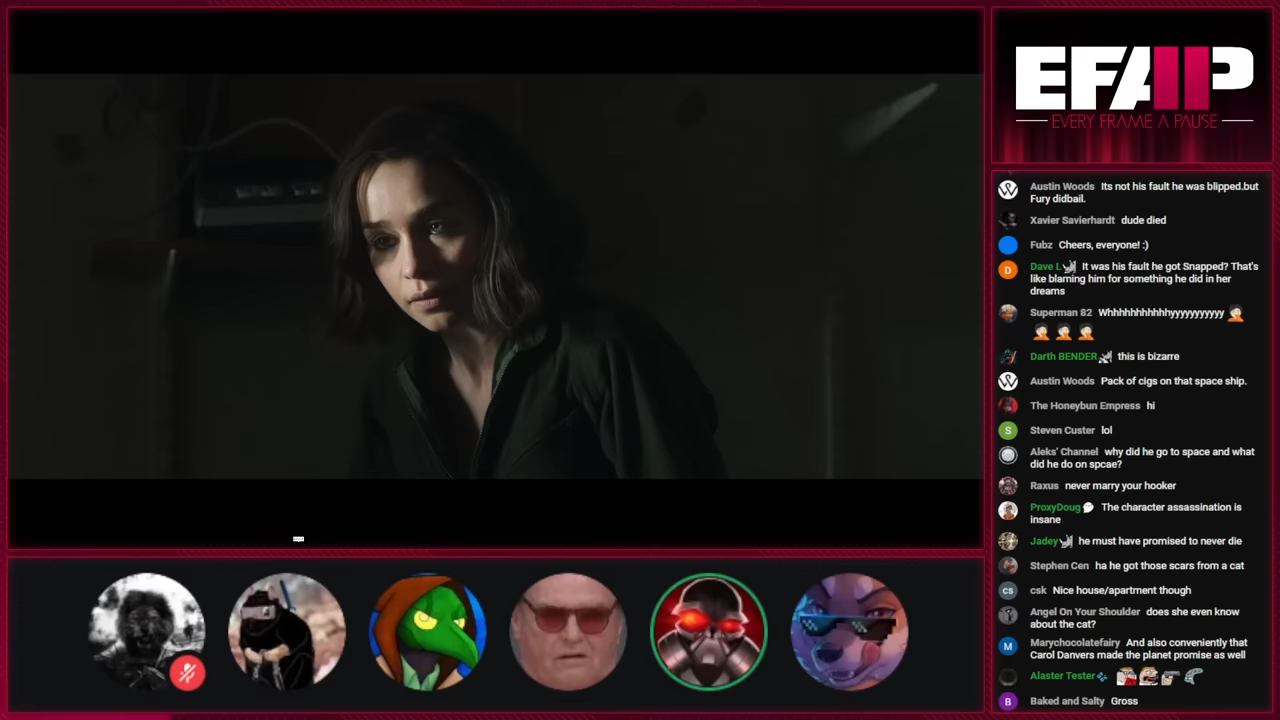 EFAP
EVERY FRAME A PAUSE
Austin Woods Its not his fault he was blipped.but
Fury didbail.
Xavier Savierhardt dude died
Fubz Cheers, everyone! :)
D
Dave L It was his fault he got Snapped? That's
like blaming him for something he did in her
dreams
Superman 82 Whhhhhhhhhhyyyyyyyyyy
Darth BENDER this is bizarre
Austin Woods Pack of cigs on that space ship.
The Honeybun Empress hi
S
Steven Custer lol
Aleks' Channel why did he go to space and what
did he do on spcae?
Raxus never marry your hooker
ProxyDoug The character assassination is
insane
Jadey he must have promised to never die
Stephen Cen ha he got those scars from a cat
CS
csk Nice house/apartment though
Angel On Your Shoulder does she even know
about the cat?
M
Marychocolatefairy And also conveniently that
Carol Danvers made the planet promise as well
Alaster Tester
B
Baked and Salty Gross